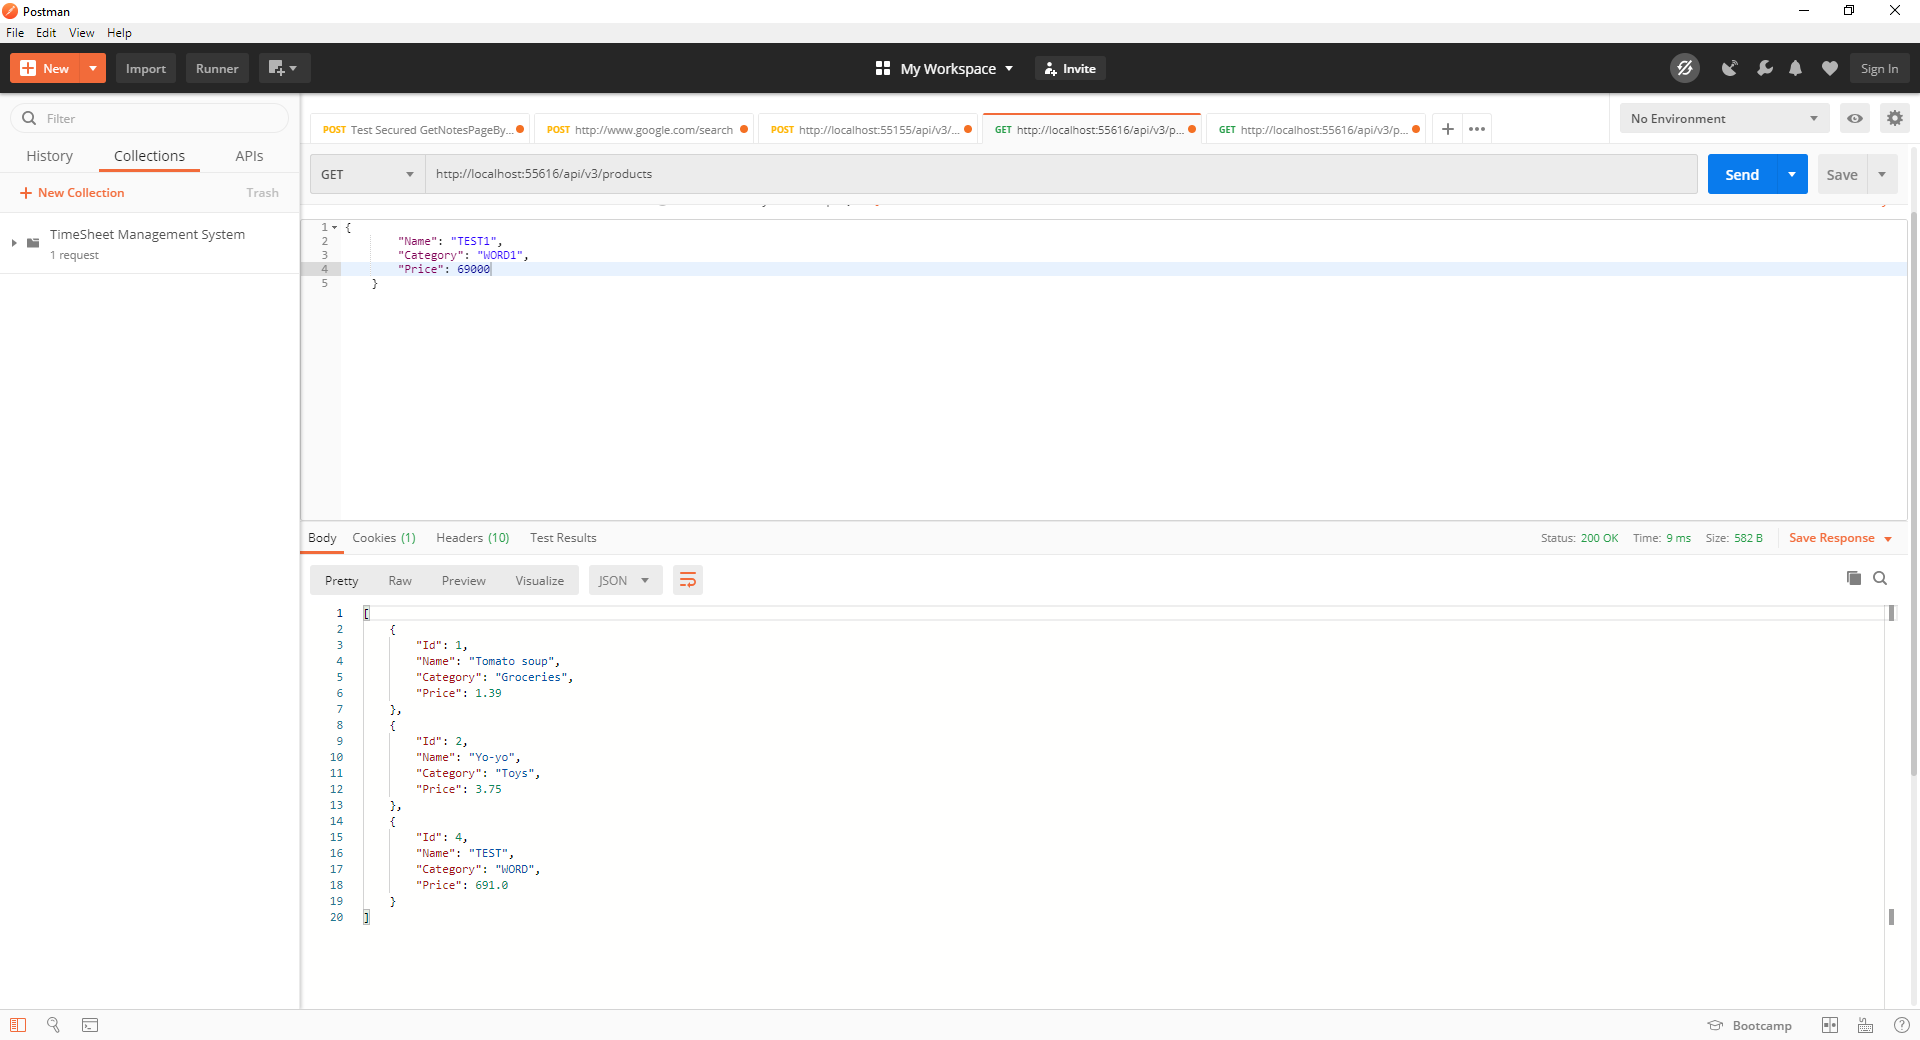 Postman
File Edit View Help
New Import Runner My Workspace Invite Sign In
Filter
History Collections APIs
New Collection Trash
TimeSheet Management System
1 request
POST Test Secured GetNotesPageBy... POST http://www.google.com/search POST http://localhost:55155/api/v3/... GET http://localhost:55616/api/v3/p... GET http://localhost:55616/api/v3/p... No Environment
GET http://localhost:55616/api/v3/products Send Save
1 {
2 "Name": "TEST1",
3 "Category": "WORD1",
4 "Price": 69000
5 }
Body Cookies (1) Headers (10) Test Results Status: 200 OK Time: 9 ms Size: 582 B Save Response
Pretty Raw Preview Visualize JSON
1 [
2 {
3 "Id": 1,
4 "Name": "Tomato soup",
5 "Category": "Groceries",
6 "Price": 1.39
7 },
8 {
9 "Id": 2,
10 "Name": "Yo-yo",
11 "Category": "Toys",
12 "Price": 3.75
13 },
14 {
15 "Id": 4,
16 "Name": "TEST",
17 "Category": "WORD",
18 "Price": 691.0
19 }
20 ]
Bootcamp